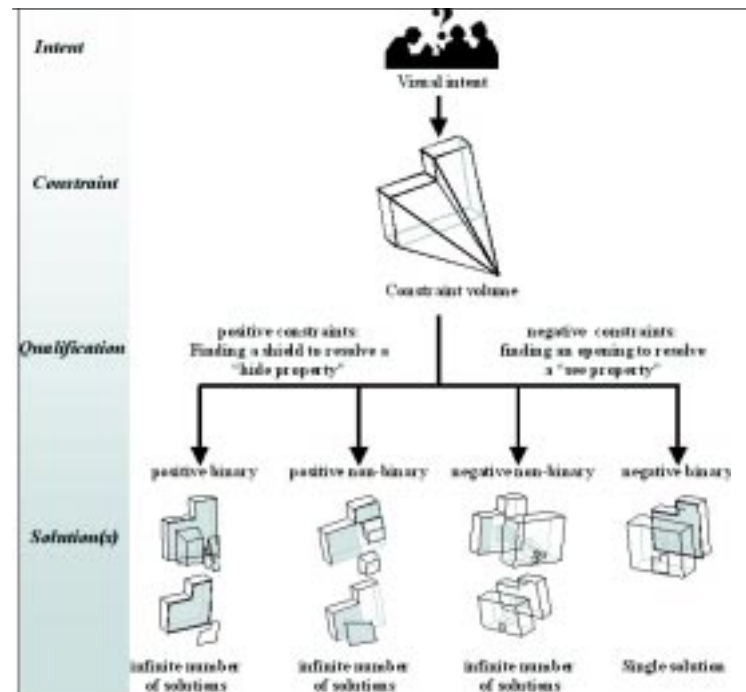 Intent
?
Visual intent
Constraint
Constraint volume
Qualification
positive constraints:
Finding a shield to resolve a
"hide property"
negative constraints:
finding an opening to resolve
a "see property"
positive binary
positive non-binary
negative non-binary
negative binary
Solution(s)
infinite number
of solutions
infinite number
of solutions
infinite number
of solutions
Single solution